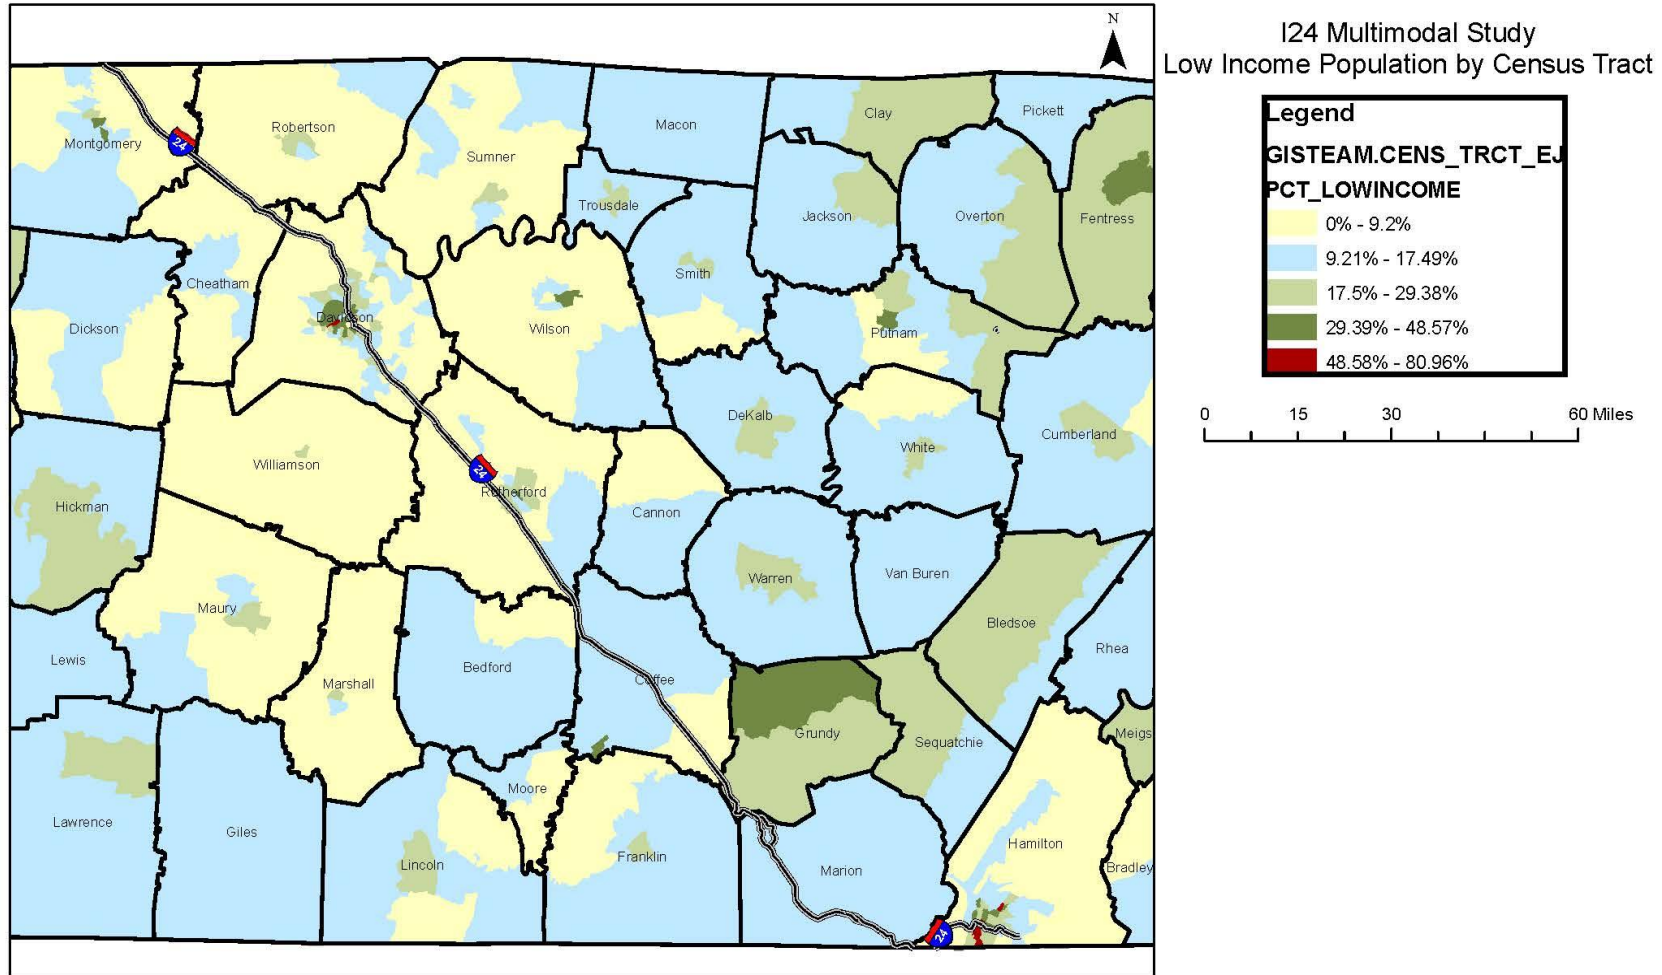 N
I24 Multimodal Study
Low Income Population by Census Tract
Legend
GISTEAM.CENS_TRCT_EJ
PCT_LOWINCOME
0% - 9.2%
9.21% - 17.49%
17.5% - 29.38%
29.39% - 48.57%
48.58% - 80.96%
0 15 30 60 Miles
Montgomery
24
Robertson
Sumner
Macon
Clay
Pickett
Trousdale
Jackson
Overton
Fentress
Cheatham
Smith
Dickson
Davidson
Wilson
Putnam
DeKalb
White
Cumberland
Williamson
24
Rutherford
Hickman
Cannon
Warren
Van Buren
Maury
Bledsoe
Lewis
Marshall
Bedford
Coffee
Rhea
Grundy
Sequatchie
Meigs
Moore
Lawrence
Giles
Lincoln
Franklin
Marion
Hamilton
Bradley
24